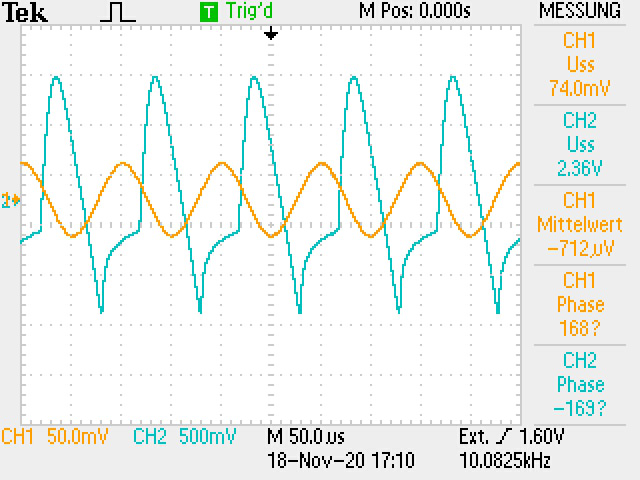 Tek T Trig'd M Pos: 0.000s MESSUNG
CH1
Uss
74.0mV
CH2
Uss
2.36V
CH1
Mittelwert
-712µV
CH1
Phase
168?
CH2
Phase
-169?
2
CH1 50.0mV CH2 500mV M 50.0µs Ext. 1.60V
18-Nov-20 17:10 10.0825kHz